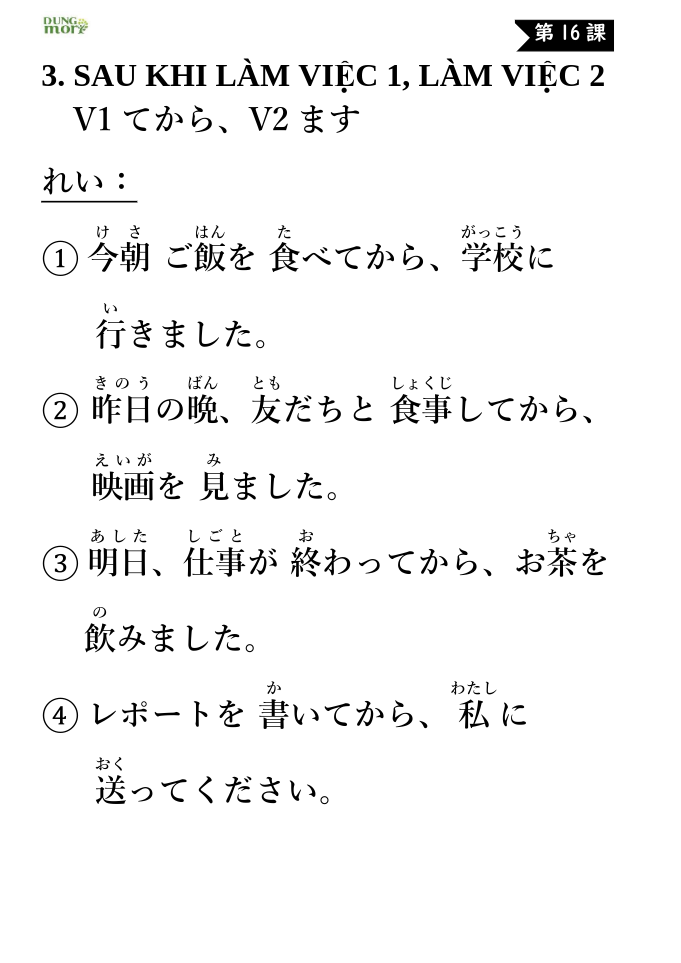 DUNG
mori
第16課
3. SAU KHI LÀM VIỆC 1, LÀM VIỆC 2
V1 てから、V2 ます
れい：
け さ はん た がっこう
① 今朝 ご飯を 食べてから、学校に
い
行きました。
き の う ばん とも しょくじ
② 昨日の晩、友だちと 食事してから、
え い が み
映画を 見ました。
あ し た し ご と お ちゃ
③ 明日、仕事が 終わってから、お茶を
の
飲みました。
か わたし
④ レポートを 書いてから、私に
おく
送ってください。